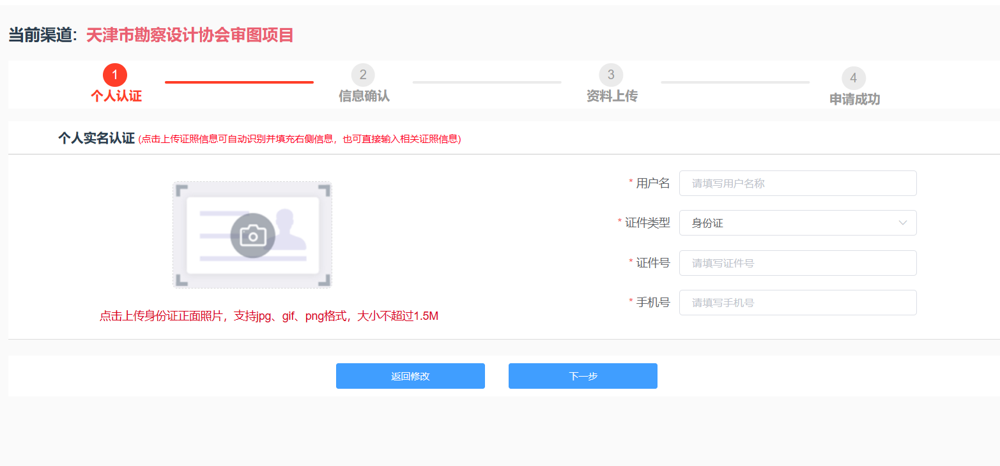 当前渠道: 天津市勘察设计协会审图项目
1
个人认证
2
信息确认
3
资料上传
4
申请成功
个人实名认证 (点击上传证照信息可自动识别并填充右侧信息，也可直接输入相关证照信息)
* 用户名 请填写用户名称
* 证件类型 身份证
* 证件号 请填写证件号
* 手机号 请填写手机号
点击上传身份证正面照片，支持jpg、gif、png格式，大小不超过1.5M
返回修改 下一步